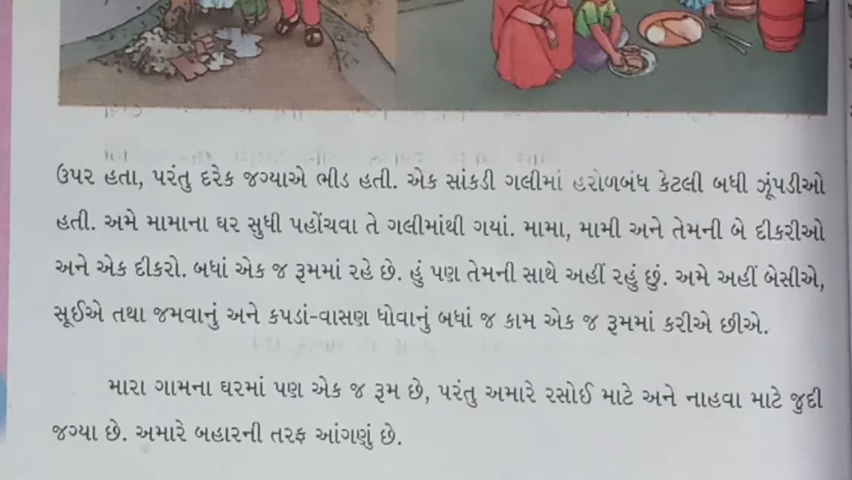 ઉપર હતા, પરંતુ દરેક જગ્યાએ ભીડ હતી. એક સાંકડી ગલીમાં હરોળબંધ કેટલી બધી ઝૂંપડીઓ
હતી. અમે મામાના ઘર સુધી પહોંચવા તે ગલીમાંથી ગયાં. મામા, મામી અને તેમની બે દીકરીઓ
અને એક દીકરો. બધાં એક જ રૂમમાં રહે છે. હું પણ તેમની સાથે અહીં રહું છું. અમે અહીં બેસીએ,
સૂઈએ તથા જમવાનું અને કપડાં-વાસણ ધોવાનું બધાં જ કામ એક જ રૂમમાં કરીએ છીએ.
મારા ગામના ઘરમાં પણ એક જ રૂમ છે, પરંતુ અમારે રસોઈ માટે અને નાહવા માટે જુદી
જગ્યા છે. અમારે બહારની તરફ આંગણું છે.